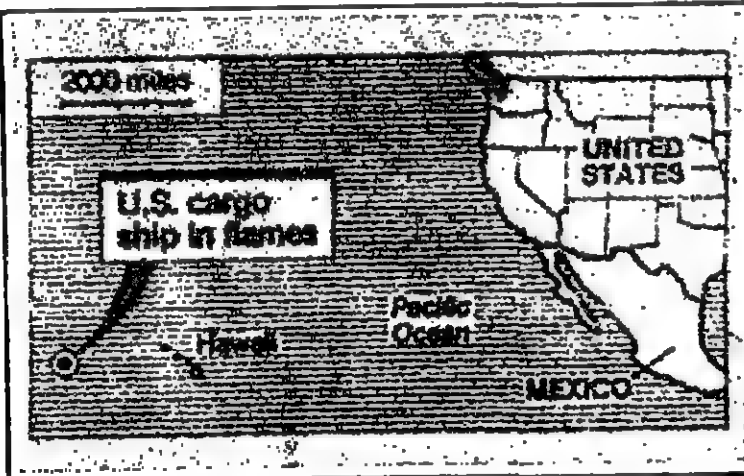 2000 miles
UNITED
STATES
U.S. cargo
ship in flames
Pacific
Ocean
Hawaii
MEXICO